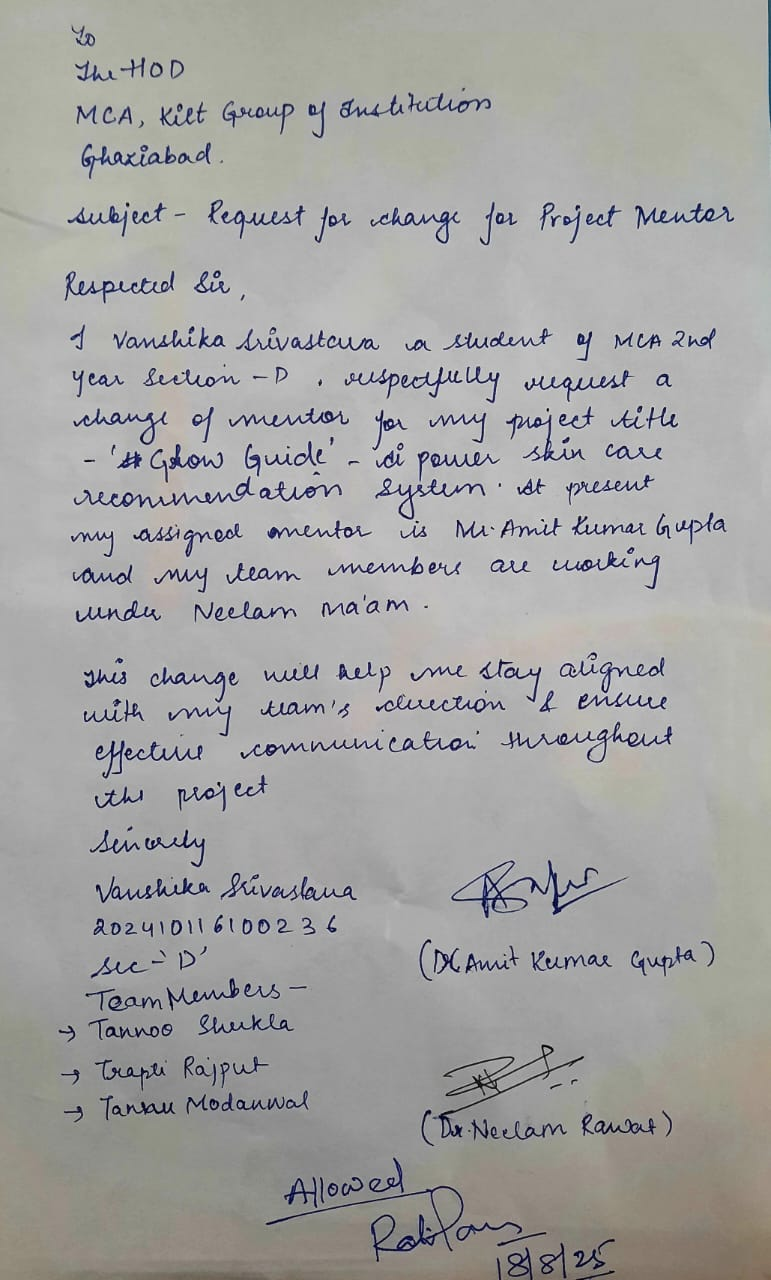 To
The HOD
MCA, Kiet Group of Institution
Ghaziabad.
Subject - Request for change for Project Mentor
Respected Sir,
I Vanshika Srivastava a student of MCA 2nd
year Section - D , respectfully request a
change of mentor for my project title
- 'Glow Guide' - Ai power skin care
recommendation System. At present
my assigned mentor is Mr. Amit Kumar Gupta
and my team members are working
under Neelam ma'am.
This change will help me stay aligned
with my team's direction & ensure
effective communication throughout
the project
Sincerely
Vanshika Srivastava
202410116100236
Sec - 'D'
(Dr. Amit Kumar Gupta)
Team Members -
→ Tannoo Shukla
→ Trapti Rajput
→ Modanwal
(Dr. Neelam Rawat)
Allowed
18/8/25